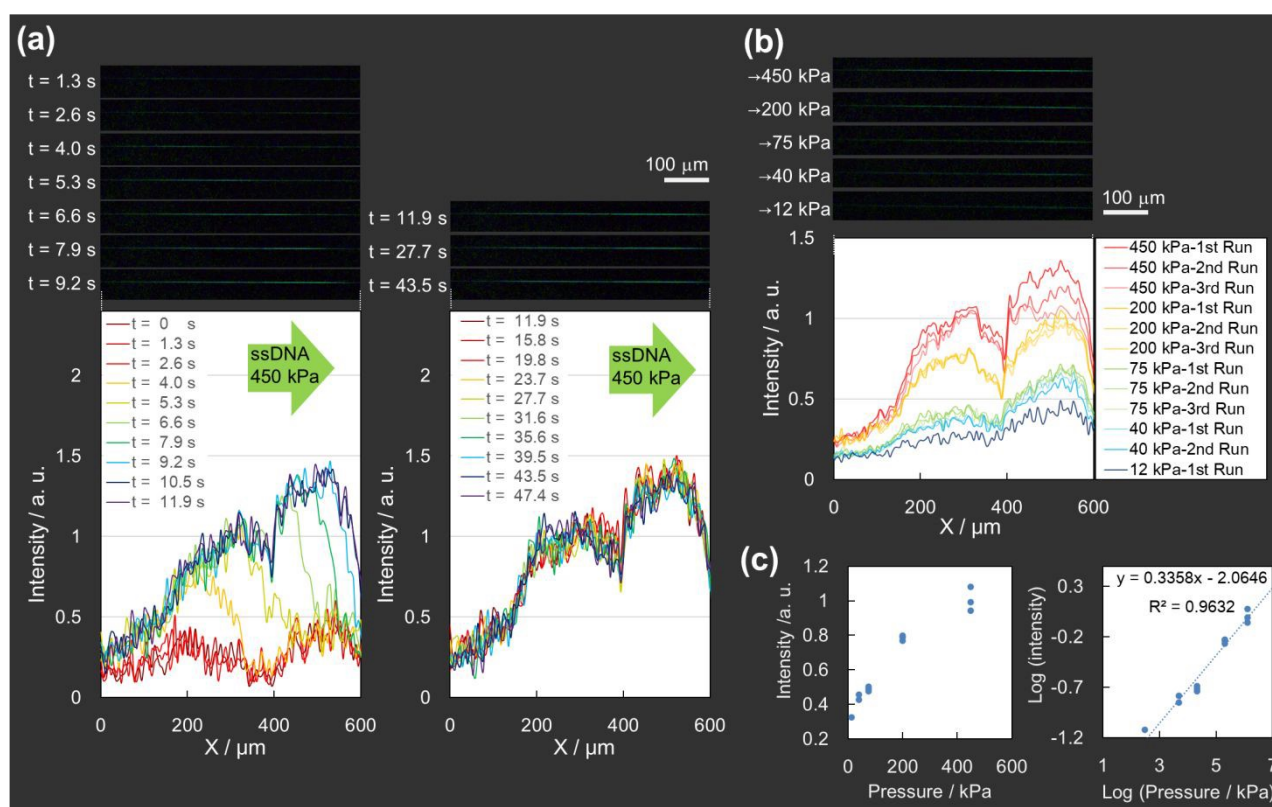 (a)
t = 1.3 s
t = 2.6 s
t = 4.0 s
t = 5.3 s
t = 6.6 s
t = 7.9 s
t = 9.2 s
100 μm
t = 11.9 s
t = 27.7 s
t = 43.5 s
Intensity / a. u.
2
1.5
1
0.5
0
t = 0 s
t = 1.3 s
t = 2.6 s
t = 4.0 s
t = 5.3 s
t = 6.6 s
t = 7.9 s
t = 9.2 s
t = 10.5 s
t = 11.9 s
ssDNA
450 kPa
0 200 400 600
X / μm
Intensity / a. u.
2
1.5
1
0.5
0
t = 11.9 s
t = 15.8 s
t = 19.8 s
t = 23.7 s
t = 27.7 s
t = 31.6 s
t = 35.6 s
t = 39.5 s
t = 43.5 s
t = 47.4 s
ssDNA
450 kPa
0 200 400 600
X / μm
(b)
→450 kPa
→200 kPa
→75 kPa
→40 kPa
→12 kPa
100 μm
Intensity / a. u.
1.5
1
0.5
0
0 200 400 600
X / μm
450 kPa-1st Run
450 kPa-2nd Run
450 kPa-3rd Run
200 kPa-1st Run
200 kPa-2nd Run
200 kPa-3rd Run
75 kPa-1st Run
75 kPa-2nd Run
75 kPa-3rd Run
40 kPa-1st Run
40 kPa-2nd Run
12 kPa-1st Run
(c)
Intensity /a. u.
1.2
1
0.8
0.6
0.4
0.2
0 200 400 600
Pressure / kPa
Log (intensity)
0.3
-0.2
-0.7
-1.2
y = 0.3358x - 2.0646
R² = 0.9632
1 3 5 7
Log (Pressure / kPa)